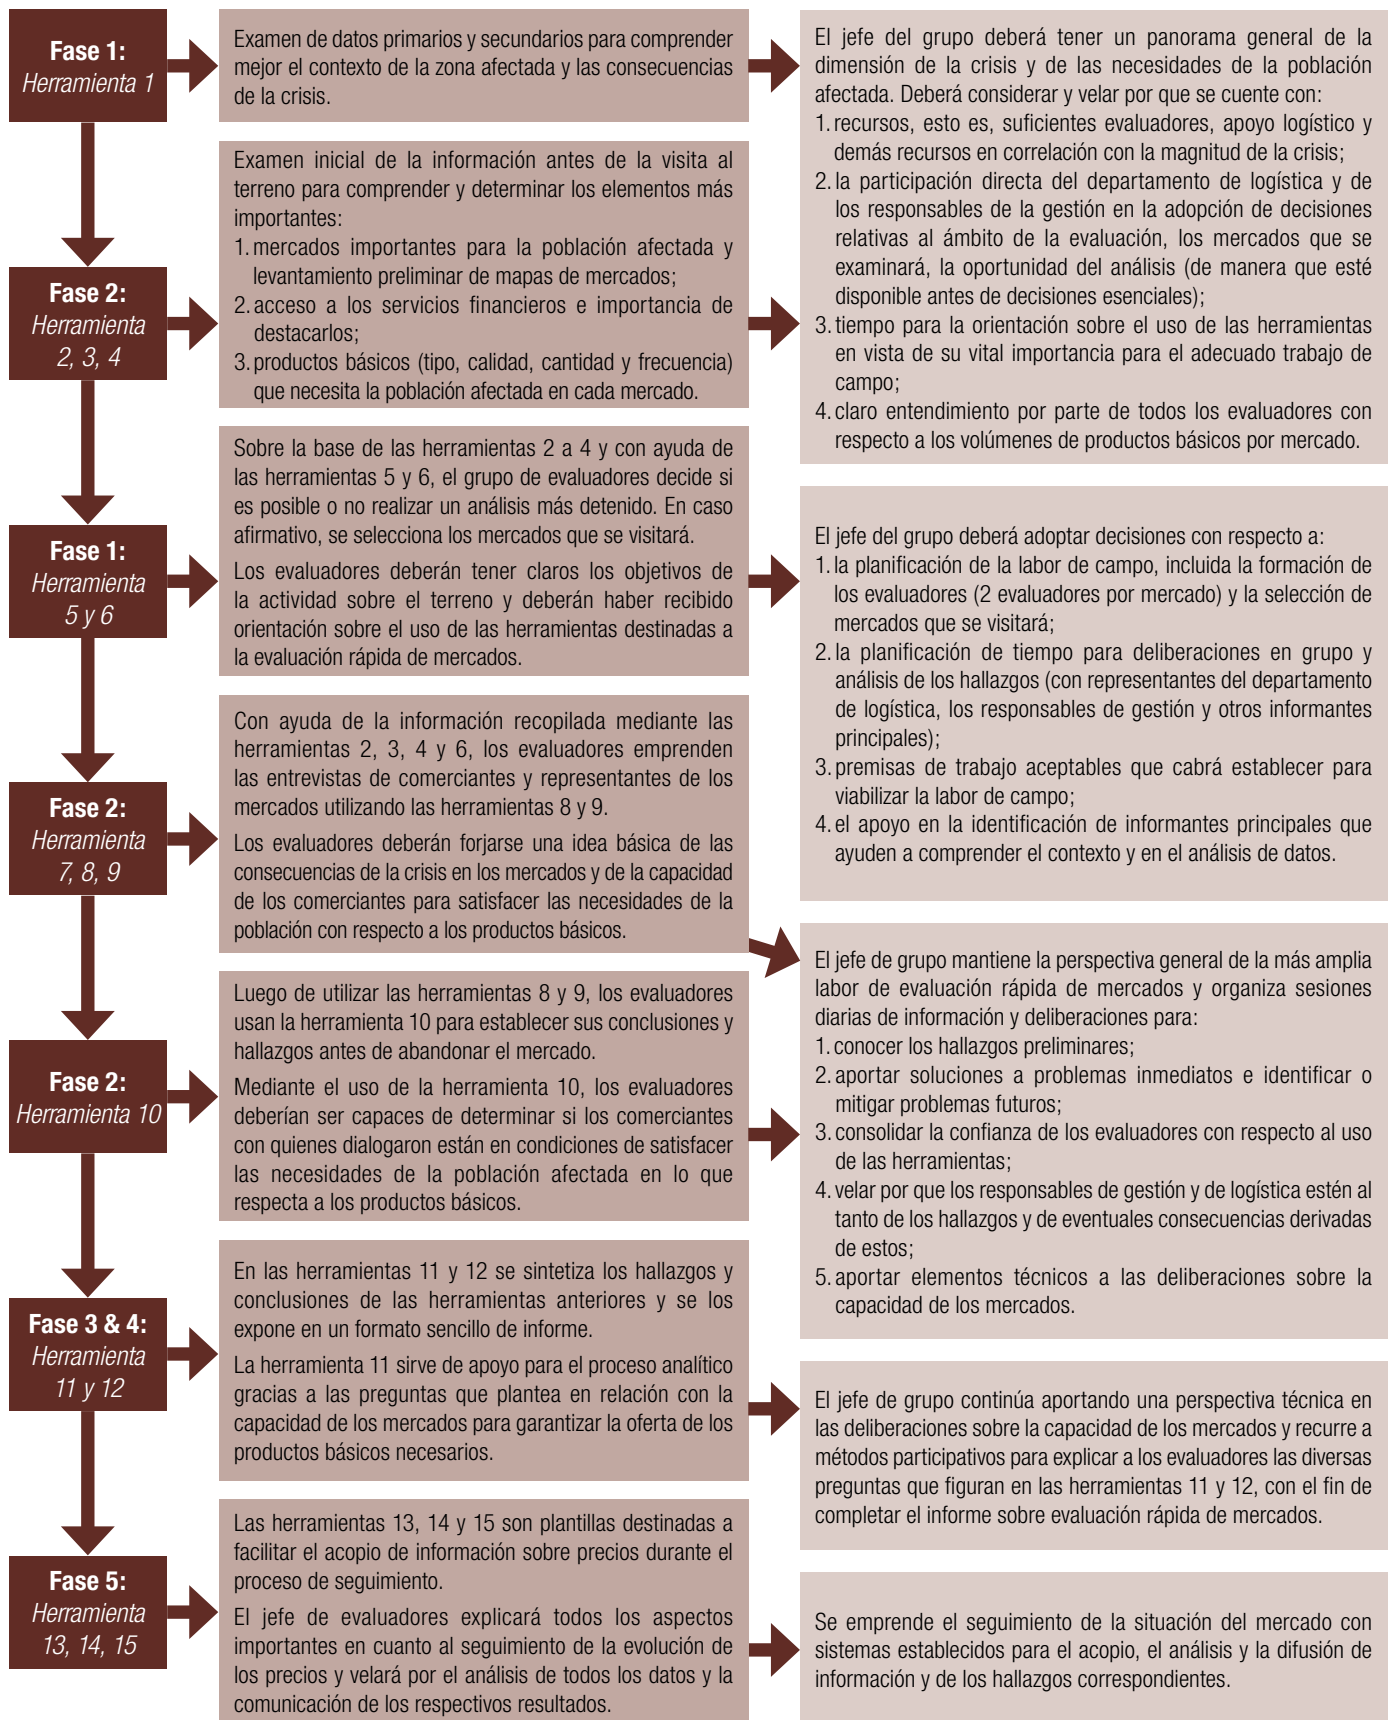 Fase 1:
Herramienta 1
Examen de datos primarios y secundarios para comprender
mejor el contexto de la zona afectada y las consecuencias
de la crisis.
El jefe del grupo deberá tener un panorama general de la
dimensión de la crisis y de las necesidades de la población
afectada. Deberá considerar y velar por que se cuente con:
1. recursos, esto es, suficientes evaluadores, apoyo logístico y
demás recursos en correlación con la magnitud de la crisis;
2. la participación directa del departamento de logística y de
los responsables de la gestión en la adopción de decisiones
relativas al ámbito de la evaluación, los mercados que se
examinará, la oportunidad del análisis (de manera que esté
disponible antes de decisiones esenciales);
3. tiempo para la orientación sobre el uso de las herramientas
en vista de su vital importancia para el adecuado trabajo de
campo;
4. claro entendimiento por parte de todos los evaluadores con
respecto a los volúmenes de productos básicos por mercado.
Fase 2:
Herramienta
2, 3, 4
Examen inicial de la información antes de la visita al
terreno para comprender y determinar los elementos más
importantes:
1. mercados importantes para la población afectada y
levantamiento preliminar de mapas de mercados;
2. acceso a los servicios financieros e importancia de
destacarlos;
3. productos básicos (tipo, calidad, cantidad y frecuencia)
que necesita la población afectada en cada mercado.
Fase 1:
Herramienta
5 y 6
Sobre la base de las herramientas 2 a 4 y con ayuda de
las herramientas 5 y 6, el grupo de evaluadores decide si
es posible o no realizar un análisis más detenido. En caso
afirmativo, se selecciona los mercados que se visitará.
Los evaluadores deberán tener claros los objetivos de
la actividad sobre el terreno y deberán haber recibido
orientación sobre el uso de las herramientas destinadas a
la evaluación rápida de mercados.
El jefe del grupo deberá adoptar decisiones con respecto a:
1. la planificación de la labor de campo, incluida la formación de
los evaluadores (2 evaluadores por mercado) y la selección de
mercados que se visitará;
2. la planificación de tiempo para deliberaciones en grupo y
análisis de los hallazgos (con representantes del departamento
de logística, los responsables de gestión y otros informantes
principales);
3. premisas de trabajo aceptables que cabrá establecer para
viabilizar la labor de campo;
4. el apoyo en la identificación de informantes principales que
ayuden a comprender el contexto y en el análisis de datos.
Fase 2:
Herramienta
7, 8, 9
Con ayuda de la información recopilada mediante las
herramientas 2, 3, 4 y 6, los evaluadores emprenden
las entrevistas de comerciantes y representantes de los
mercados utilizando las herramientas 8 y 9.
Los evaluadores deberán forjarse una idea básica de las
consecuencias de la crisis en los mercados y de la capacidad
de los comerciantes para satisfacer las necesidades de la
población con respecto a los productos básicos.
Fase 2:
Herramienta 10
Luego de utilizar las herramientas 8 y 9, los evaluadores
usan la herramienta 10 para establecer sus conclusiones y
hallazgos antes de abandonar el mercado.
Mediante el uso de la herramienta 10, los evaluadores
deberían ser capaces de determinar si los comerciantes
con quienes dialogaron están en condiciones de satisfacer
las necesidades de la población afectada en lo que
respecta a los productos básicos.
El jefe de grupo mantiene la perspectiva general de la más amplia
labor de evaluación rápida de mercados y organiza sesiones
diarias de información y deliberaciones para:
1. conocer los hallazgos preliminares;
2. aportar soluciones a problemas inmediatos e identificar o
mitigar problemas futuros;
3. consolidar la confianza de los evaluadores con respecto al uso
de las herramientas;
4. velar por que los responsables de gestión y de logística estén al
tanto de los hallazgos y de eventuales consecuencias derivadas
de estos;
5. aportar elementos técnicos a las deliberaciones sobre la
capacidad de los mercados.
Fase 3 & 4:
Herramienta
11 y 12
En las herramientas 11 y 12 se sintetiza los hallazgos y
conclusiones de las herramientas anteriores y se los
expone en un formato sencillo de informe.
La herramienta 11 sirve de apoyo para el proceso analítico
gracias a las preguntas que plantea en relación con la
capacidad de los mercados para garantizar la oferta de los
productos básicos necesarios.
El jefe de grupo continúa aportando una perspectiva técnica en
las deliberaciones sobre la capacidad de los mercados y recurre a
métodos participativos para explicar a los evaluadores las diversas
preguntas que figuran en las herramientas 11 y 12, con el fin de
completar el informe sobre evaluación rápida de mercados.
Fase 5:
Herramienta
13, 14, 15
Las herramientas 13, 14 y 15 son plantillas destinadas a
facilitar el acopio de información sobre precios durante el
proceso de seguimiento.
El jefe de evaluadores explicará todos los aspectos
importantes en cuanto al seguimiento de la evolución de
los precios y velará por el análisis de todos los datos y la
comunicación de los respectivos resultados.
Se emprende el seguimiento de la situación del mercado con
sistemas establecidos para el acopio, el análisis y la difusión de
información y de los hallazgos correspondientes.